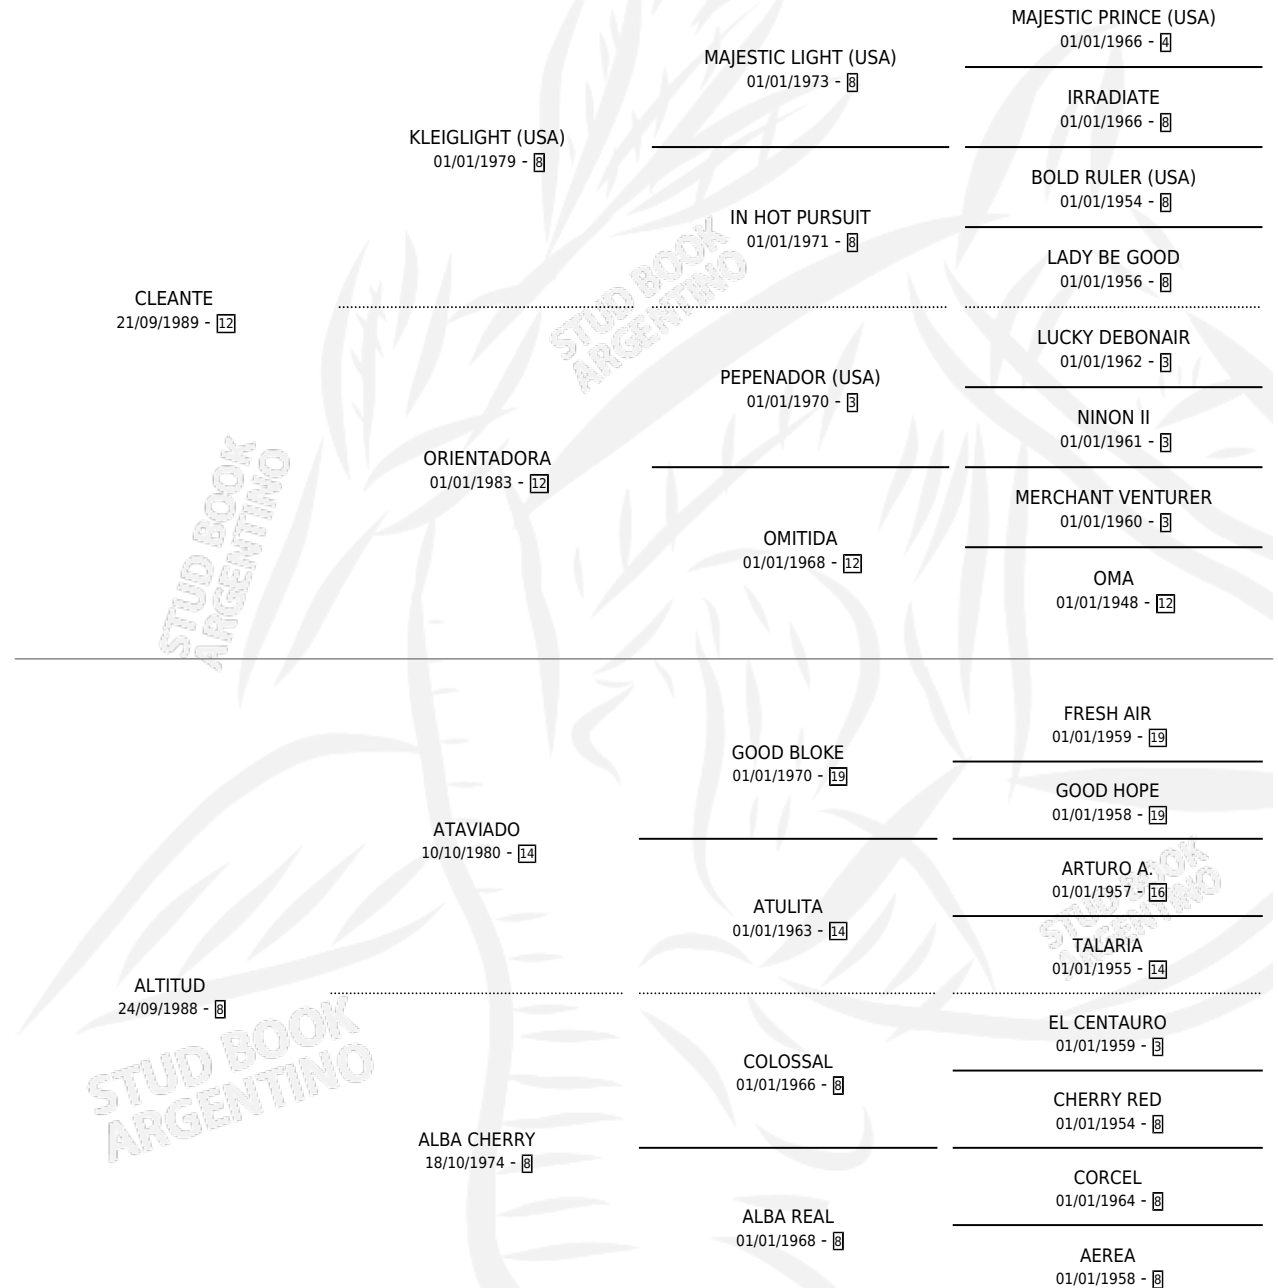 MAJESTIC PRINCE (USA)
01/01/1966 - 4
MAJESTIC LIGHT (USA)
01/01/1973 - 8
IRRADIATE
01/01/1966 - 8
KLEIGLIGHT (USA)
01/01/1979 - 8
BOLD RULER (USA)
01/01/1954 - 8
IN HOT PURSUIT
01/01/1971 - 8
LADY BE GOOD
01/01/1956 - 8
CLEANTE
21/09/1989 - 12
LUCKY DEBONAIR
01/01/1962 - 3
PEPENADOR (USA)
01/01/1970 - 3
NINON II
01/01/1961 - 3
ORIENTADORA
01/01/1983 - 12
MERCHANT VENTURER
01/01/1960 - 3
OMITIDA
01/01/1968 - 12
OMA
01/01/1948 - 12
FRESH AIR
01/01/1959 - 19
GOOD BLOKE
01/01/1970 - 19
GOOD HOPE
01/01/1958 - 19
ATAVIADO
10/10/1980 - 14
ARTURO A.
01/01/1957 - 16
ATULITA
01/01/1963 - 14
TALARIA
01/01/1955 - 14
ALTITUD
24/09/1988 - 8
EL CENTAURO
01/01/1959 - 3
COLOSSAL
01/01/1966 - 8
CHERRY RED
01/01/1954 - 8
ALBA CHERRY
18/10/1974 - 8
CORCEL
01/01/1964 - 8
ALBA REAL
01/01/1968 - 8
AEREA
01/01/1958 - 8
STUD BOOK
ARGENTINO
STUD BOOK
ARGENTINO
STUD BOOK
ARGENTINO
STUD BOOK
ARGENTINO